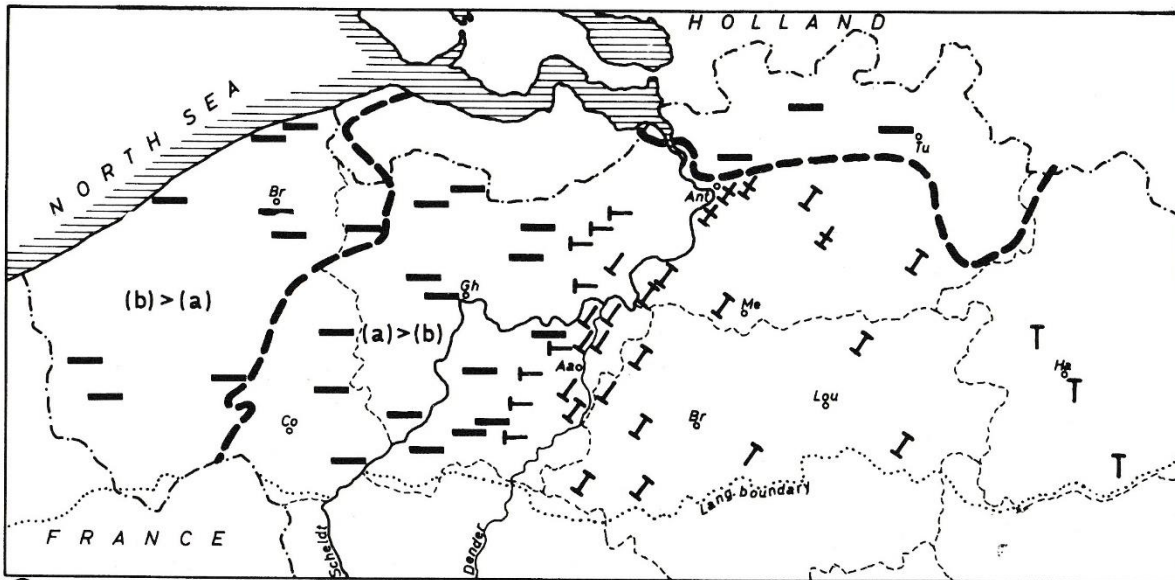 HOLLAND
NORTH SEA
Tu
Br
Ant
(b) > (a)
Gh
(a) > (b)
Me
Aa
Ha
Co
Br
Lou
Lang. boundary
FRANCE
Scheldt
Dender